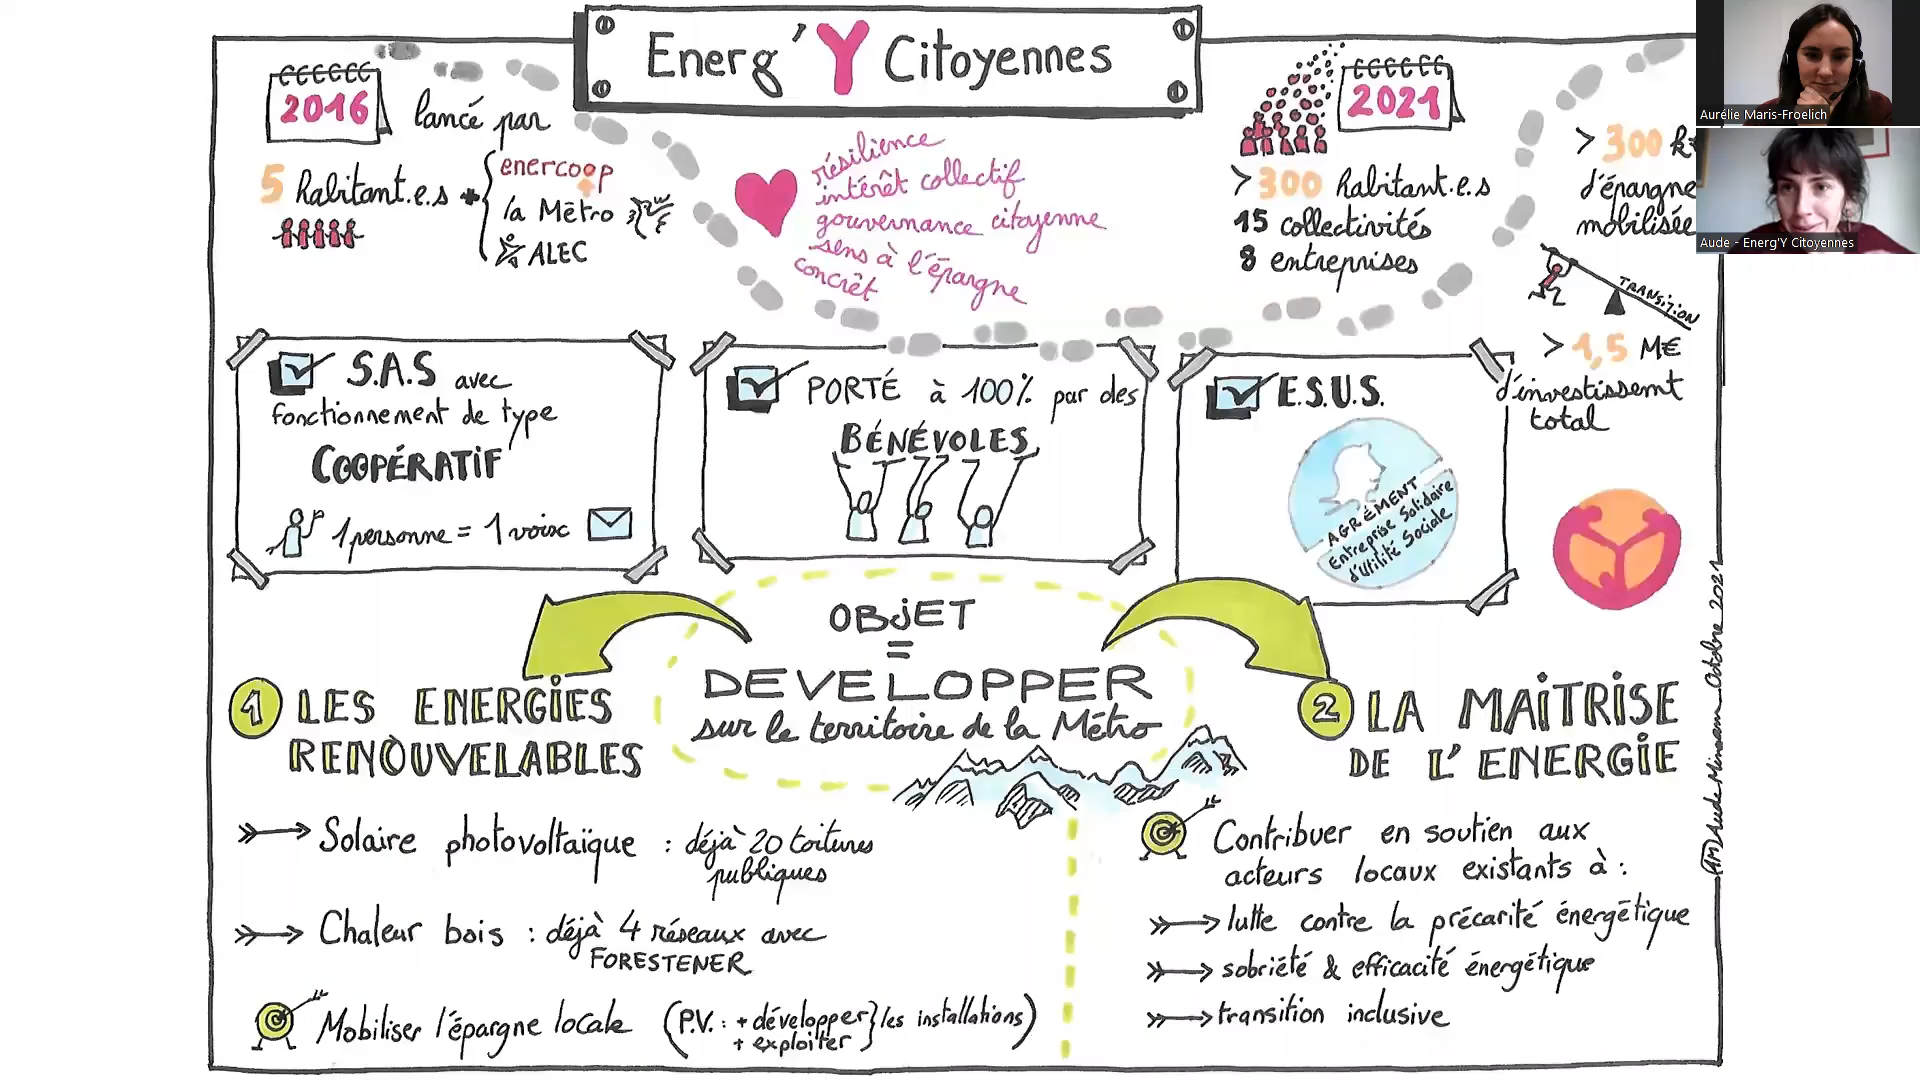 Energ'Y Citoyennes
2016
lancé par
5 habitant.e.s +
enercoop
la Métro
ALEC
résilience
intérêt collectif
gouvernance citoyenne
sens à l'épargne
concret
2021
> 300 habitant.e.s
15 collectivités
8 entreprises
> 300 k
d'épargne
mobilisée
TRANSITION
> 1,5 M€
d'investissemt
total
Aurélie Maris-Froelich
Aude - Energ'Y Citoyennes
S.A.S avec
fonctionnement de type
COOPÉRATIF
1 personne = 1 voix
PORTÉ à 100% par des
BÉNÉVOLES
E.S.U.S.
AGRÉMENT
Entreprise Solidaire
d'Utilité Sociale
OBJET
=
DEVELOPPER
sur le territoire de la Métro
1 LES ENERGIES
RENOUVELABLES
Solaire photovoltaïque : déjà 20 toitures
publiques
Chaleur bois : déjà 4 réseaux avec
FORESTENER
Mobiliser l'épargne locale (P.V. : + développer } les installations)
+ exploiter
2 LA MAiTRISE
DE L'ENERGIE
Contribuer en soutien aux
acteurs locaux existants à :
lutte contre la précarité énergétique
sobriété & efficacité énergétique
transition inclusive
Octobre 2021